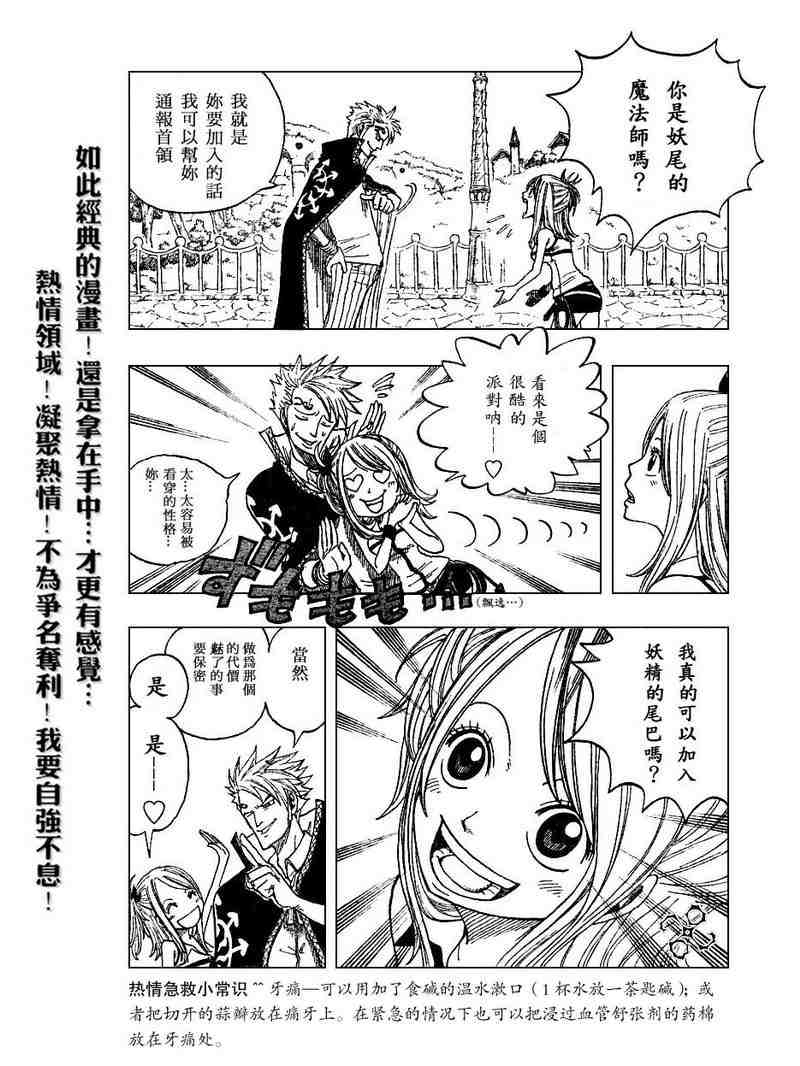 你是妖尾的
魔法師嗎？
我就是
妳要加入的話
我可以幫妳
通報首領
看來是個
很酷的
派對吶——♡
太…太容易被
看穿的性格…
妳…
(飄遠…)
我真的可以加入
妖精的尾巴嗎？
當然
做為那個
的代價
魅了的事
要保密
是
是——♡
如此經典的漫畫！還是拿在手中…才更有感覺…
熱情領域！凝聚熱情！不為爭名奪利！我要自強不息！
热情急救小常识^^牙痛—可以用加了食碱的温水漱口（1杯水放一茶匙碱）；或
者把切开的蒜瓣放在痛牙上。在紧急的情况下也可以把浸过血管舒张剂的药棉
放在牙痛处。